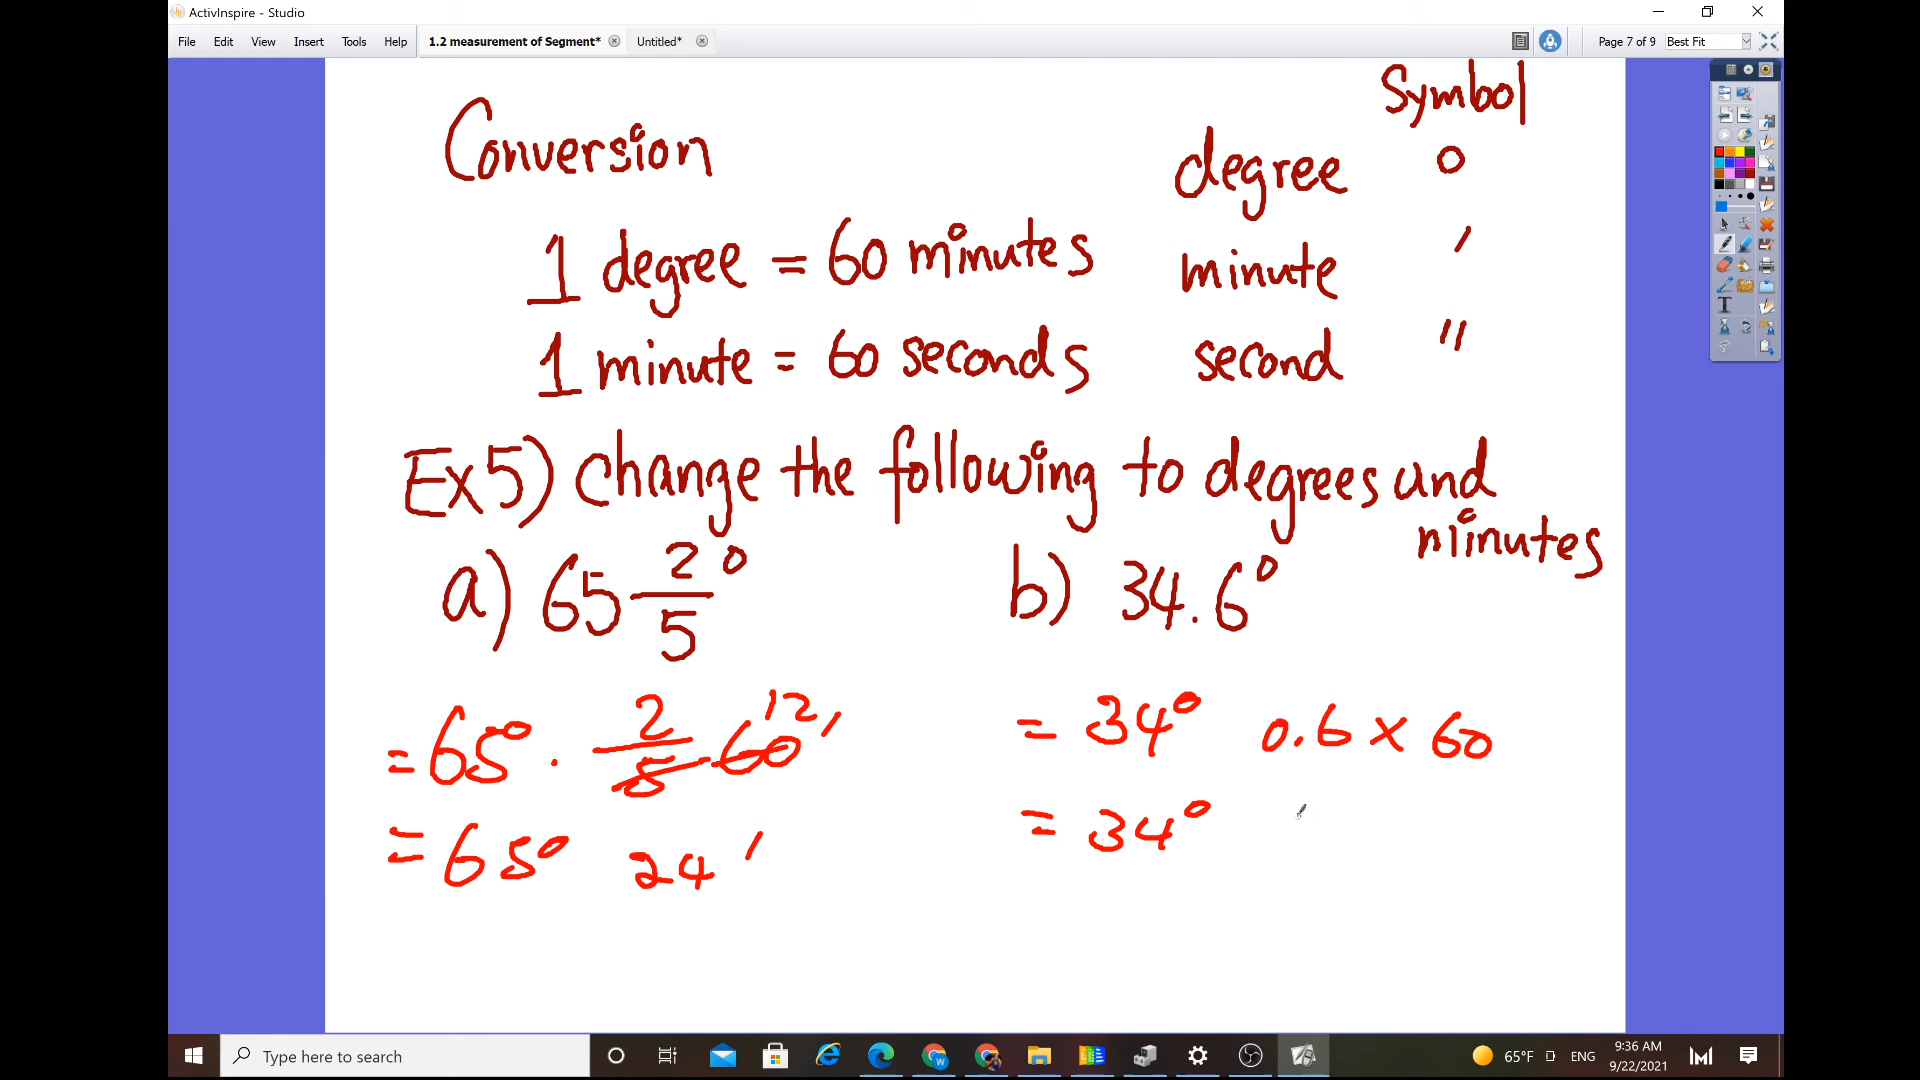 ActivInspire - Studio
File Edit View Insert Tools Help 1.2 measurement of Segment* Untitled* Page 7 of 9 Best Fit
Symbol
Conversion degree °
1 degree = 60 minutes minute ′
1 minute = 60 seconds second ″
Ex 5) change the following to degrees and
minutes
a) 65 2/5° b) 34.6°
= 65° · 2/5 · 60 12′ = 34° 0.6 × 60
= 65° 24′ = 34°
Type here to search 65°F ENG 9:36 AM
9/22/2021